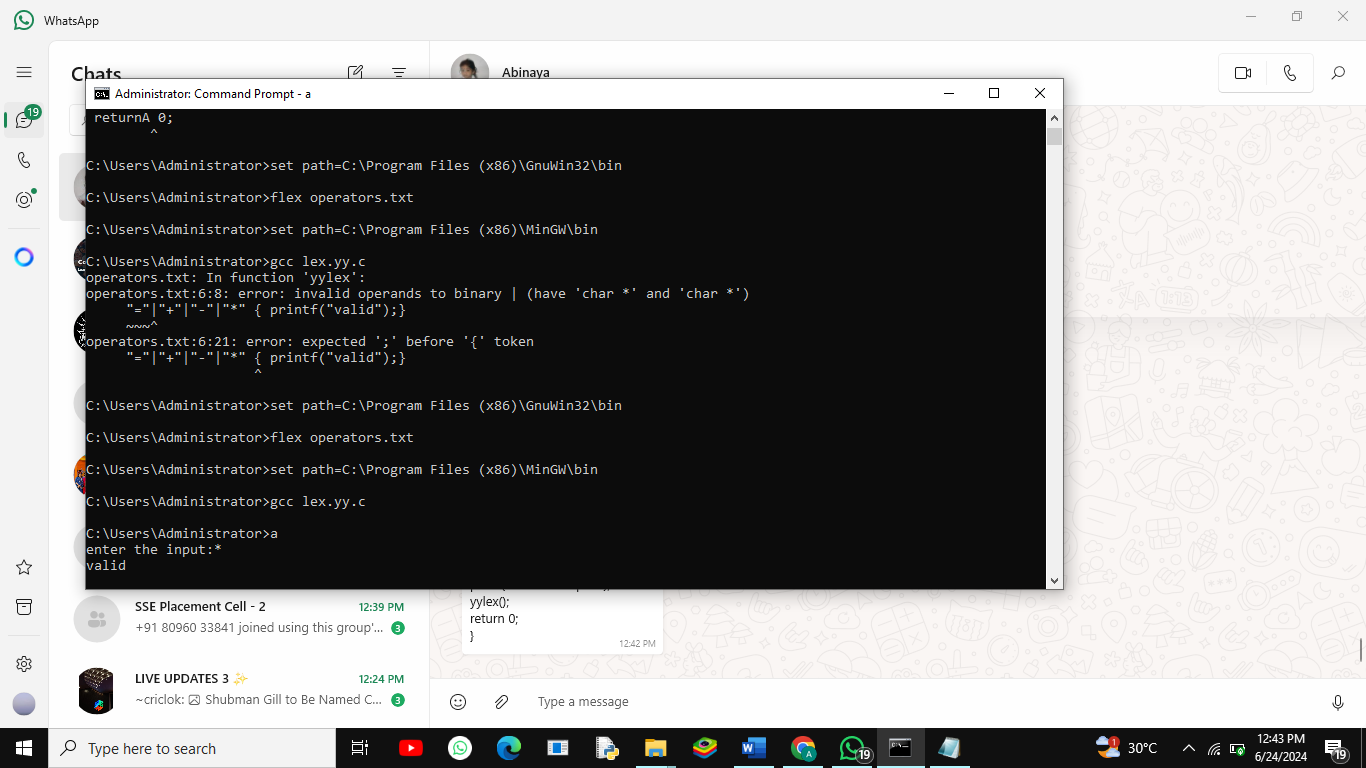 WhatsApp
Chats
Abinaya
19
Administrator: Command Prompt - a
returnA 0;
^
C:\Users\Administrator>set path=C:\Program Files (x86)\GnuWin32\bin
C:\Users\Administrator>flex operators.txt
C:\Users\Administrator>set path=C:\Program Files (x86)\MinGW\bin
C:\Users\Administrator>gcc lex.yy.c
operators.txt: In function 'yylex':
operators.txt:6:8: error: invalid operands to binary | (have 'char *' and 'char *')
"="|"+"|"-"|"*" { printf("valid");}
~~~^
operators.txt:6:21: error: expected ';' before '{' token
"="|"+"|"-"|"*" { printf("valid");}
^
C:\Users\Administrator>set path=C:\Program Files (x86)\GnuWin32\bin
C:\Users\Administrator>flex operators.txt
C:\Users\Administrator>set path=C:\Program Files (x86)\MinGW\bin
C:\Users\Administrator>gcc lex.yy.c
C:\Users\Administrator>a
enter the input:*
valid
SSE Placement Cell - 2
12:39 PM
+91 80960 33841 joined using this group'...
3
LIVE UPDATES 3 ✨
12:24 PM
~criclok: Shubman Gill to Be Named C...
3
yylex();
return 0;
}
12:42 PM
Type a message
Type here to search
19
1
30°C
12:43 PM
6/24/2024
19